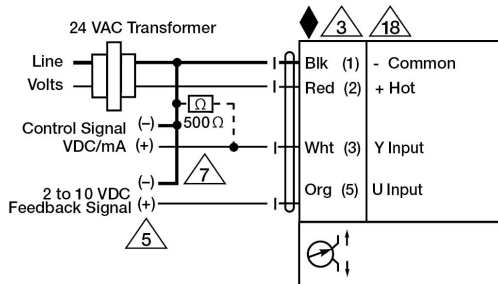 24 VAC Transformer
3
18
Line
Blk (1) - Common
Volts
Red (2) + Hot
Ω
Control Signal (−)
500 Ω
VDC/mA (+)
Wht (3) Y Input
7
(−)
2 to 10 VDC
Org (5) U Input
Feedback Signal (+)
5